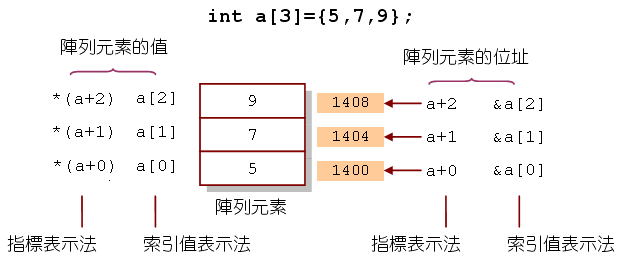 int a[3]={5,7,9};
陣列元素的值 陣列元素的位址
*(a+2) a[2] 9 1408 a+2 &a[2]
*(a+1) a[1] 7 1404 a+1 &a[1]
*(a+0) a[0] 5 1400 a+0 &a[0]
陣列元素
指標表示法 索引值表示法 指標表示法 索引值表示法